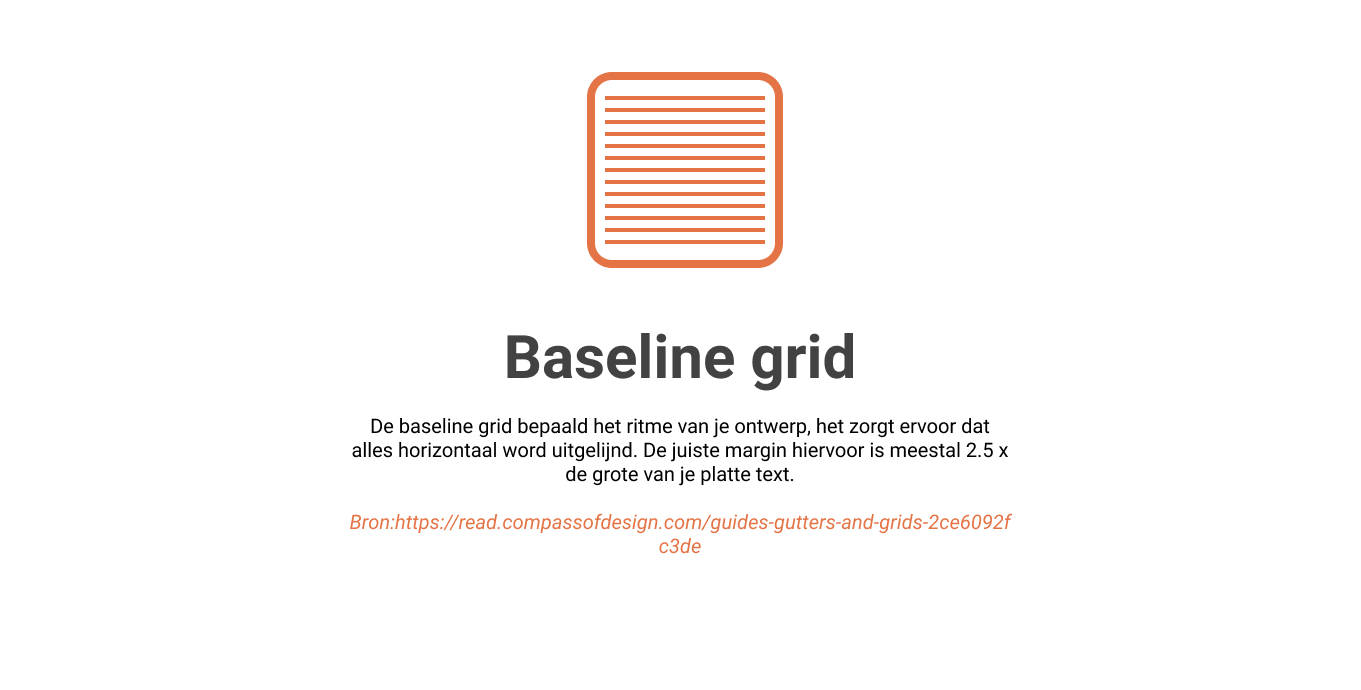 Baseline grid
De baseline grid bepaald het ritme van je ontwerp, het zorgt ervoor dat
alles horizontaal word uitgelijnd. De juiste margin hiervoor is meestal 2.5 x
de grote van je platte text.
Bron:https://read.compassofdesign.com/guides-gutters-and-grids-2ce6092f
c3de